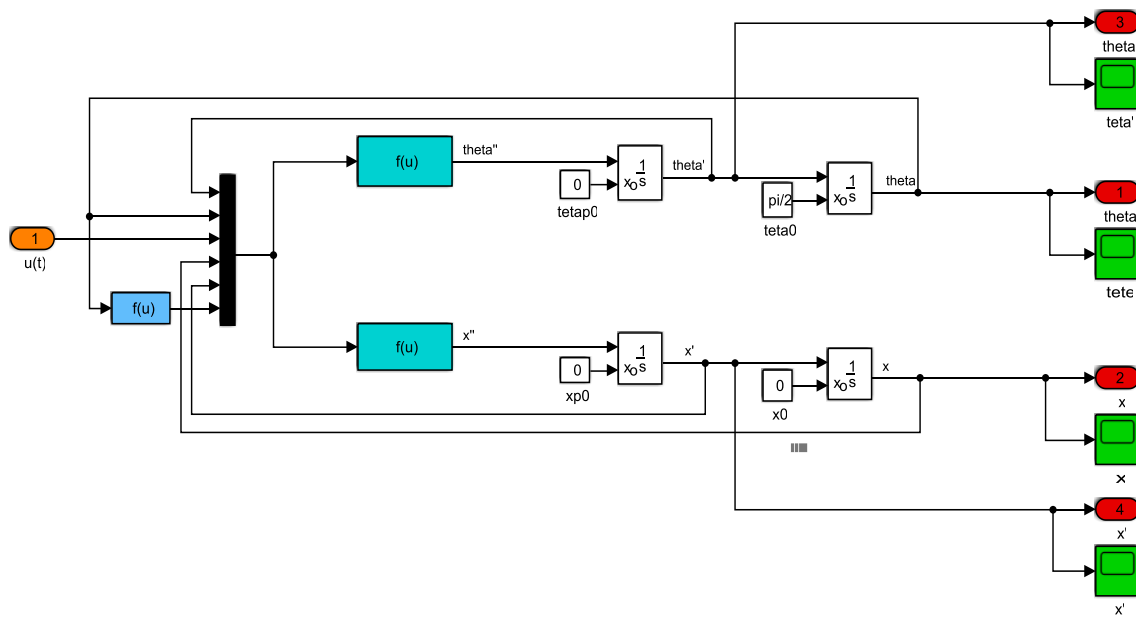 3
theta
teta'
f(u)
theta"
1
s
xo
0
tetap0
theta'
pi/2
teta0
1
s
xo
theta
1
theta
tete
1
u(t)
f(u)
f(u)
x"
1
s
xo
0
xp0
x'
0
x0
1
s
xo
x
2
x
x
4
x'
x'